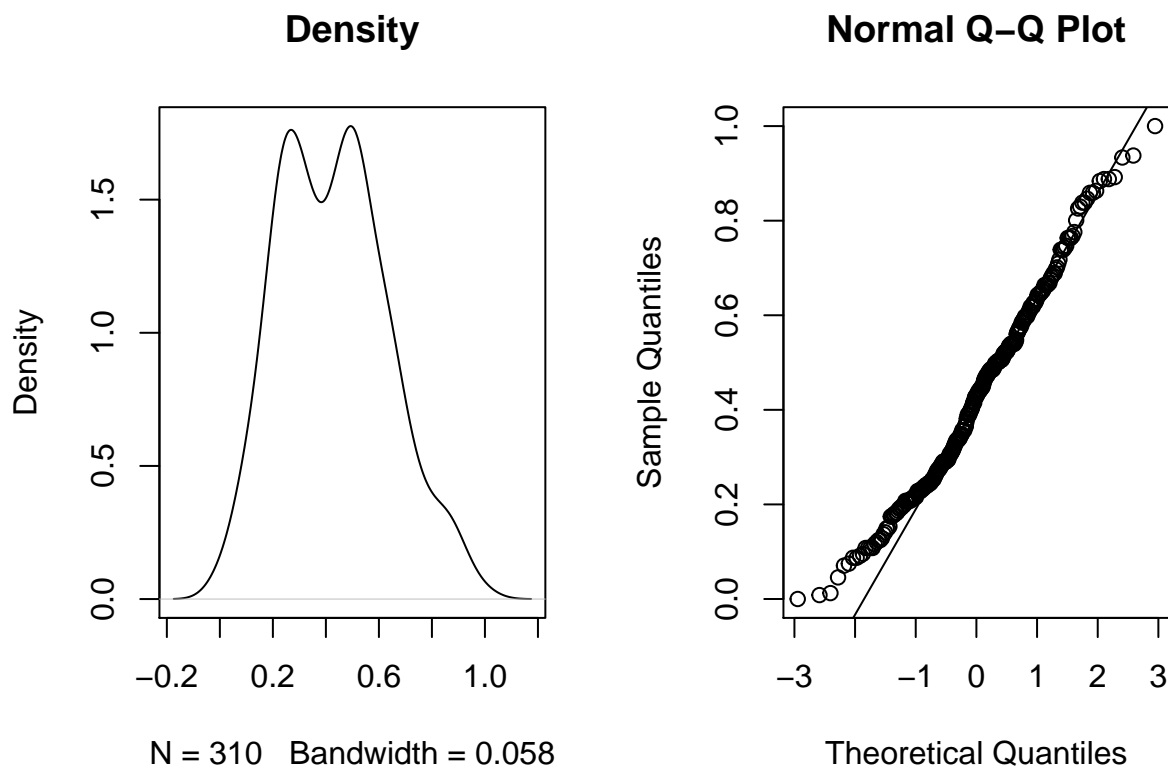 Density
Density
0.0 0.5 1.0 1.5
−0.2 0.2 0.6 1.0
N = 310 Bandwidth = 0.058
Normal Q−Q Plot
Sample Quantiles
0.0 0.2 0.4 0.6 0.8 1.0
−3 −1 0 1 2 3
Theoretical Quantiles